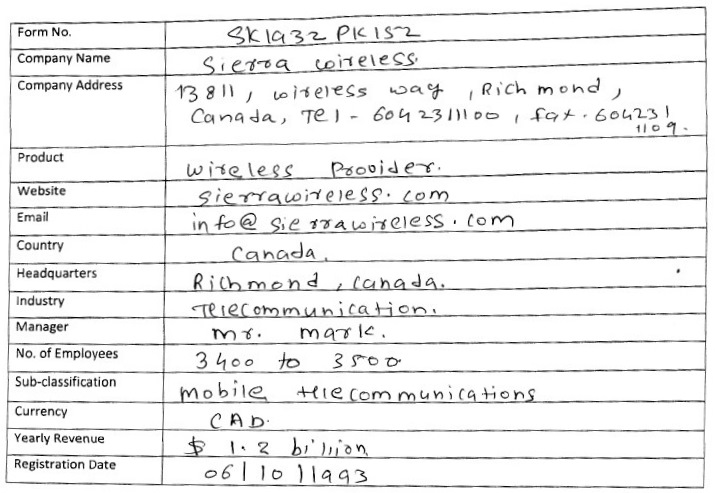 Form No. SK1932 PK152
Company Name Sierra wireless.
Company Address 13811, wireless way, Richmond,
Canada, Tel - 6042311100, fax. 604231
1109.
Product wireless Provider.
Website sierrawireless.com
Email info@sierrawireless.com
Country Canada.
Headquarters Richmond, Canada.
Industry Telecommunication.
Manager mr. mark.
No. of Employees 3400 to 3500
Sub-classification mobile telecommunications
Currency CAD.
Yearly Revenue $ 1.2 billion
Registration Date 06/10/1993